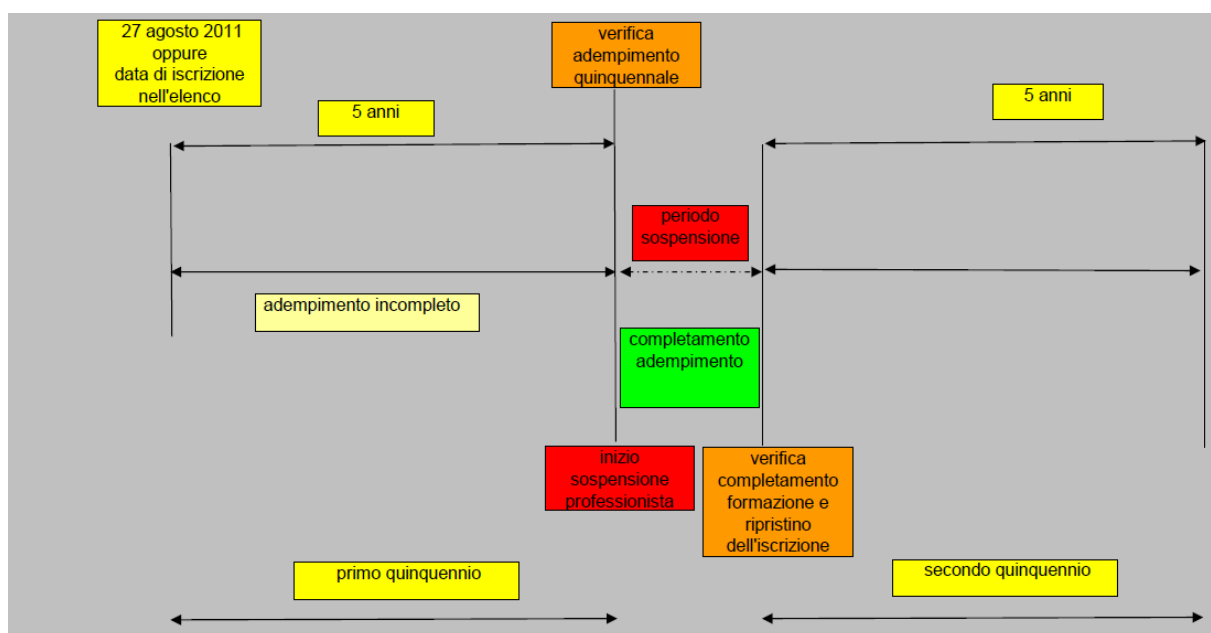 27 agosto 2011
oppure
data di iscrizione
nell'elenco
verifica
adempimento
quinquennale
5 anni
5 anni
periodo
sospensione
adempimento incompleto
completamento
adempimento
inizio
sospensione
professionista
verifica
completamento
formazione e
ripristino
dell'iscrizione
primo quinquennio
secondo quinquennio